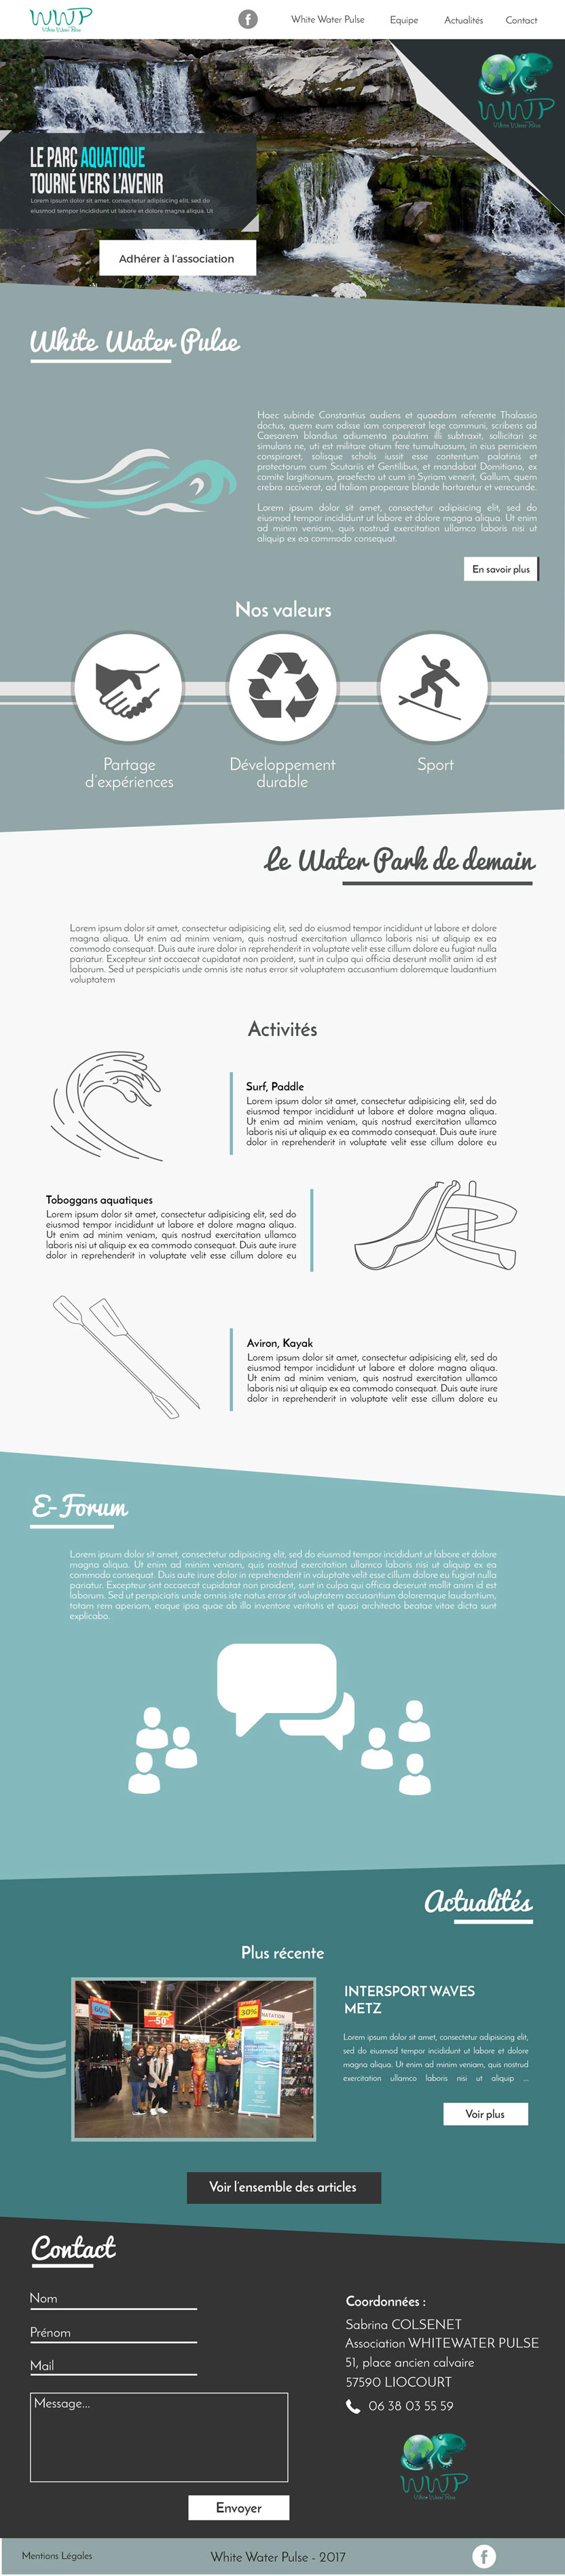 WWP
White Water Pulse
White Water Pulse
Equipe
Actualités
Contact
WWP
White Water Pulse
LE PARC AQUATIQUE
TOURNÉ VERS L'AVENIR
Lorem ipsum dolor sit amet, consectetur adipisicing elit, sed do
eiusmod tempor incididunt ut labore et dolore magna aliqua. Ut
Adhérer à l'association
White Water Pulse
Haec subinde Constantius audiens et quaedam referente Thalassio
doctus, quem eum odisse iam conpererat lege communi, scribens ad
Caesarem blandius adiumenta paulatim illi subtraxit, sollicitari se
simulans ne, uti est militare otium fere tumultuosum, in eius perniciem
conspiraret, solisque scholis iussit esse contentum palatinis et
protectorum cum Scutariis et Gentilibus, et mandabat Domitiano, ex
comite largitionum, praefecto ut cum in Syriam venerit, Gallum, quem
crebro acciverat, ad Italiam properare blande hortaretur et verecunde.
Lorem ipsum dolor sit amet, consectetur adipisicing elit, sed do
eiusmod tempor incididunt ut labore et dolore magna aliqua. Ut enim
ad minim veniam, quis nostrud exercitation ullamco laboris nisi ut
aliquip ex ea commodo consequat.
En savoir plus
Nos valeurs
Partage
d'expériences
Développement
durable
Sport
Le Water Park de demain
Lorem ipsum dolor sit amet, consectetur adipisicing elit, sed do eiusmod tempor incididunt ut labore et dolore
magna aliqua. Ut enim ad minim veniam, quis nostrud exercitation ullamco laboris nisi ut aliquip ex ea
commodo consequat. Duis aute irure dolor in reprehenderit in voluptate velit esse cillum dolore eu fugiat nulla
pariatur. Excepteur sint occaecat cupidatat non proident, sunt in culpa qui officia deserunt mollit anim id est
laborum. Sed ut perspiciatis unde omnis iste natus error sit voluptatem accusantium doloremque laudantium
voluptatem
Activités
Surf, Paddle
Lorem ipsum dolor sit amet, consectetur adipisicing elit, sed do
eiusmod tempor incididunt ut labore et dolore magna aliqua.
Ut enim ad minim veniam, quis nostrud exercitation ullamco
laboris nisi ut aliquip ex ea commodo consequat. Duis aute irure
dolor in reprehenderit in voluptate velit esse cillum dolore eu
Toboggans aquatiques
Lorem ipsum dolor sit amet, consectetur adipisicing elit, sed do
eiusmod tempor incididunt ut labore et dolore magna aliqua.
Ut enim ad minim veniam, quis nostrud exercitation ullamco
laboris nisi ut aliquip ex ea commodo consequat. Duis aute irure
dolor in reprehenderit in voluptate velit esse cillum dolore eu
Aviron, Kayak
Lorem ipsum dolor sit amet, consectetur adipisicing elit, sed do
eiusmod tempor incididunt ut labore et dolore magna aliqua.
Ut enim ad minim veniam, quis nostrud exercitation ullamco
laboris nisi ut aliquip ex ea commodo consequat. Duis aute irure
dolor in reprehenderit in voluptate velit esse cillum dolore eu
E-Forum
Lorem ipsum dolor sit amet, consectetur adipisicing elit, sed do eiusmod tempor incididunt ut labore et dolore
magna aliqua. Ut enim ad minim veniam, quis nostrud exercitation ullamco laboris nisi ut aliquip ex ea
commodo consequat. Duis aute irure dolor in reprehenderit in voluptate velit esse cillum dolore eu fugiat nulla
pariatur. Excepteur sint occaecat cupidatat non proident, sunt in culpa qui officia deserunt mollit anim id est
laborum. Sed ut perspiciatis unde omnis iste natus error sit voluptatem accusantium doloremque laudantium,
totam rem aperiam, eaque ipsa quae ab illo inventore veritatis et quasi architecto beatae vitae dicta sunt
explicabo.
Actualités
Plus récente
60%
-50%
30%
INTERSPORT WAVES
METZ
Lorem ipsum dolor sit amet, consectetur adipisicing elit,
sed do eiusmod tempor incididunt ut labore et dolore
magna aliqua. Ut enim ad minim veniam, quis nostrud
exercitation ullamco laboris nisi ut aliquip ...
Voir plus
Voir l'ensemble des articles
Contact
Nom
Prénom
Mail
Message...
Envoyer
Coordonnées :
Sabrina COLSENET
Association WHITEWATER PULSE
51, place ancien calvaire
57590 LIOCOURT
06 38 03 55 59
WWP
White Water Pulse
Mentions Légales
White Water Pulse - 2017